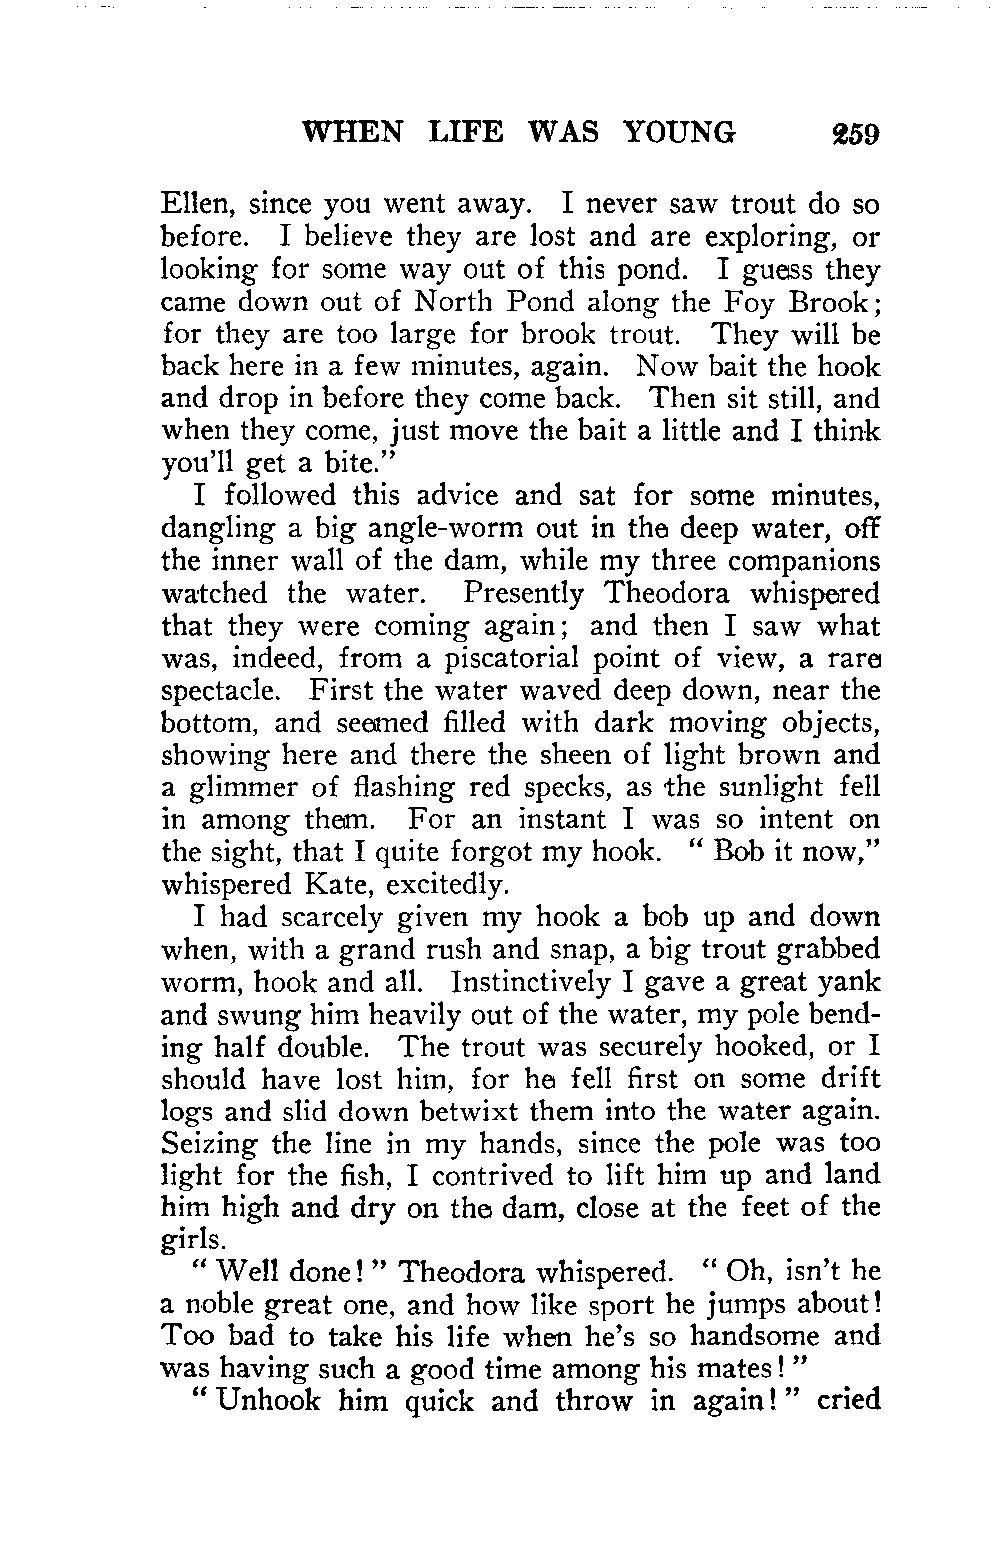 WHEN LIFE WAS YOUNG 259
Ellen, since you went away. I never saw trout do so
before. I believe they are lost and are exploring, or
looking for some way out of this pond. I guess they
came down out of North Pond along the Foy Brook;
for they are too large for brook trout. They will be
back here in a few minutes, again. Now bait the hook
and drop in before they come back. Then sit still, and
when they come, just move the bait a little and I think
you'll get a bite."
I followed this advice and sat for some minutes,
dangling a big angle-worm out in the deep water, off
the inner wall of the dam, while my three companions
watched the water. Presently Theodora whispered
that they were coming again; and then I saw what
was, indeed, from a piscatorial point of view, a rare
spectacle. First the water waved deep down, near the
bottom, and seemed filled with dark moving objects,
showing here and there the sheen of light brown and
a glimmer of flashing red specks, as the sunlight fell
in among them. For an instant I was so intent on
the sight, that I quite forgot my hook. " Bob it now,"
whispered Kate, excitedly.
I had scarcely given my hook a bob up and down
when, with a grand rush and snap, a big trout grabbed
worm, hook and all. Instinctively I gave a great yank
and swung him heavily out of the water, my pole bend-
ing half double. The trout was securely hooked, or I
should have lost him, for he fell first on some drift
logs and slid down betwixt them into the water again.
Seizing the line in my hands, since the pole was too
light for the fish, I contrived to lift him up and land
him high and dry on the dam, close at the feet of the
girls.
" Well done! " Theodora whispered. " Oh, isn't he
a noble great one, and how like sport he jumps about!
Too bad to take his life when he's so handsome and
was having such a good time among his mates! "
" Unhook him quick and throw in again! " cried